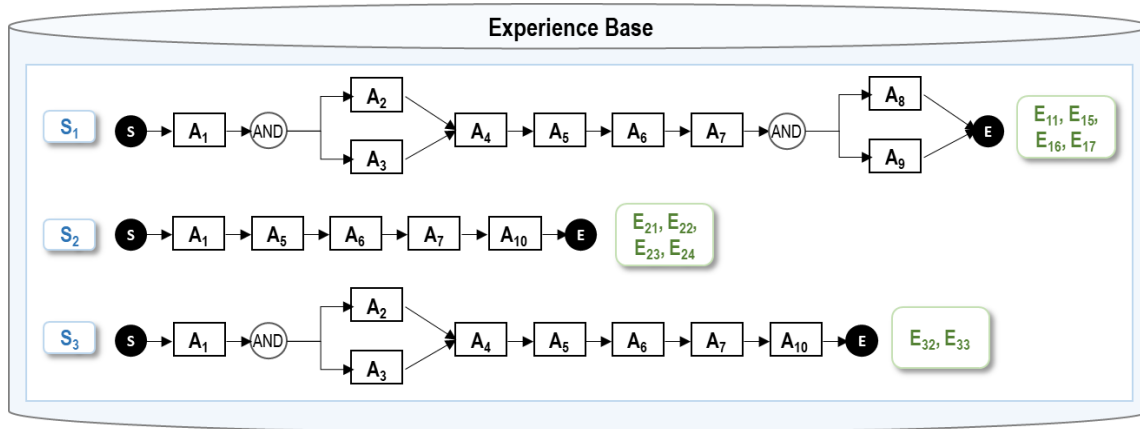 Experience Base
S₁ S A₁ AND A₂ A₃ A₄ A₅ A₆ A₇ AND A₈ A₉ E
E₁₁, E₁₅,
E₁₆, E₁₇
S₂ S A₁ A₅ A₆ A₇ A₁₀ E
E₂₁, E₂₂,
E₂₃, E₂₄
S₃ S A₁ AND A₂ A₃ A₄ A₅ A₆ A₇ A₁₀ E
E₃₂, E₃₃